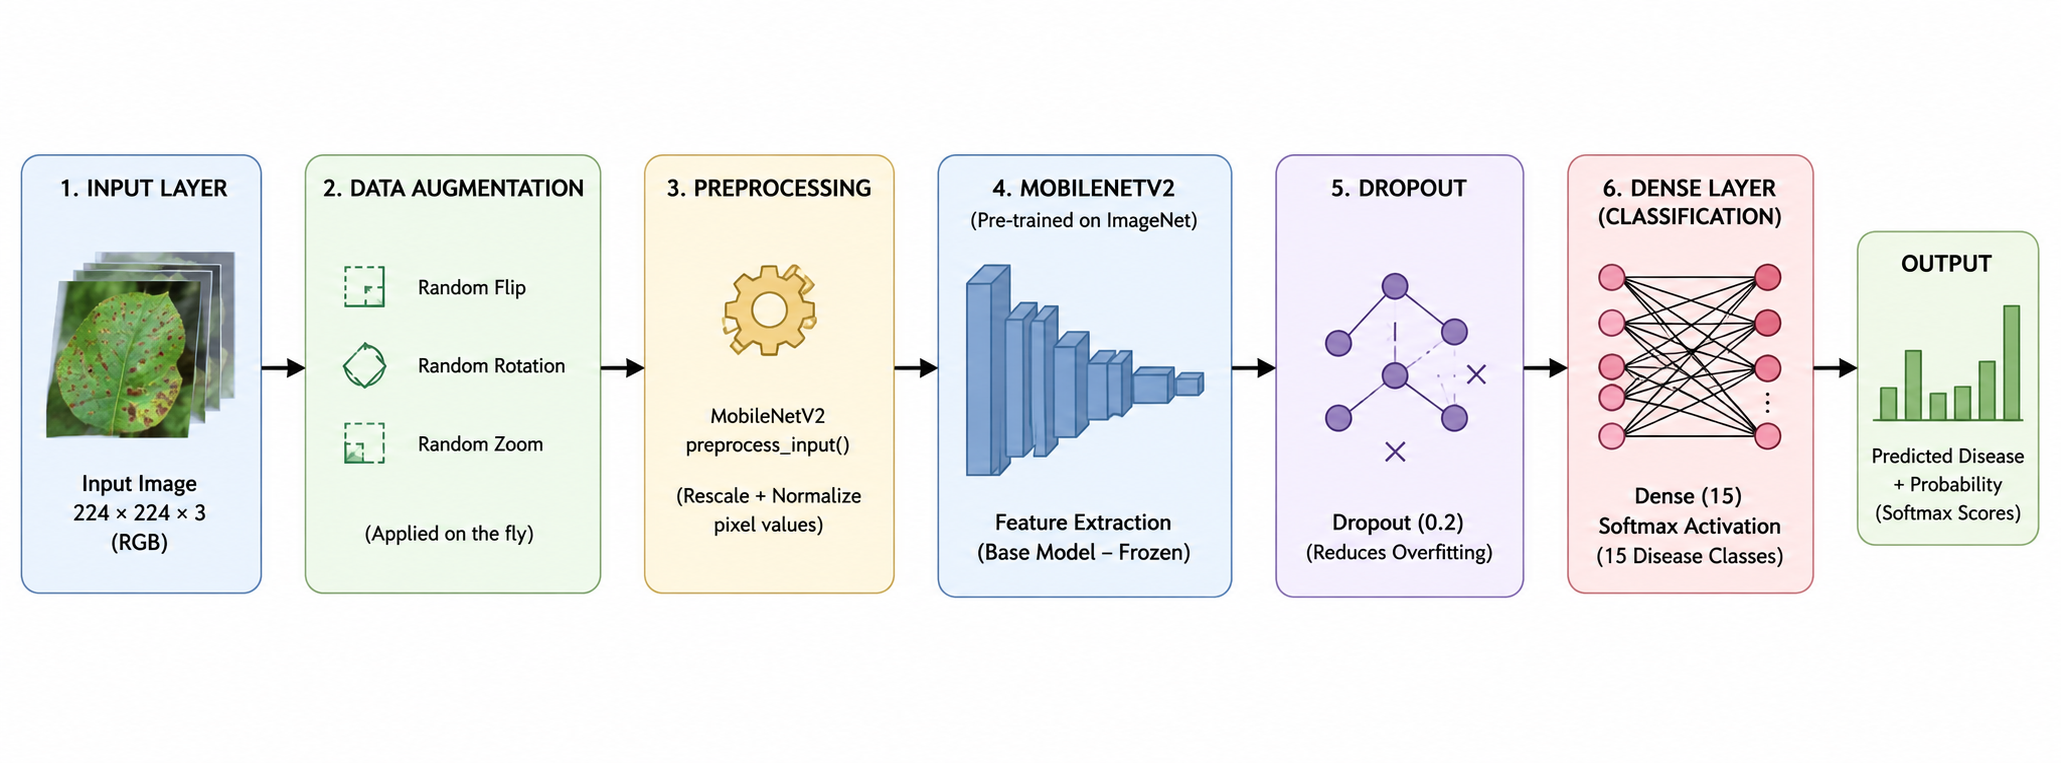 1. INPUT LAYER
Input Image
224 × 224 × 3
(RGB)
2. DATA AUGMENTATION
Random Flip
Random Rotation
Random Zoom
(Applied on the fly)
3. PREPROCESSING
MobileNetV2
preprocess_input()
(Rescale + Normalize
pixel values)
4. MOBILENETV2
(Pre-trained on ImageNet)
Feature Extraction
(Base Model – Frozen)
5. DROPOUT
Dropout (0.2)
(Reduces Overfitting)
6. DENSE LAYER
(CLASSIFICATION)
Dense (15)
Softmax Activation
(15 Disease Classes)
OUTPUT
Predicted Disease
+ Probability
(Softmax Scores)